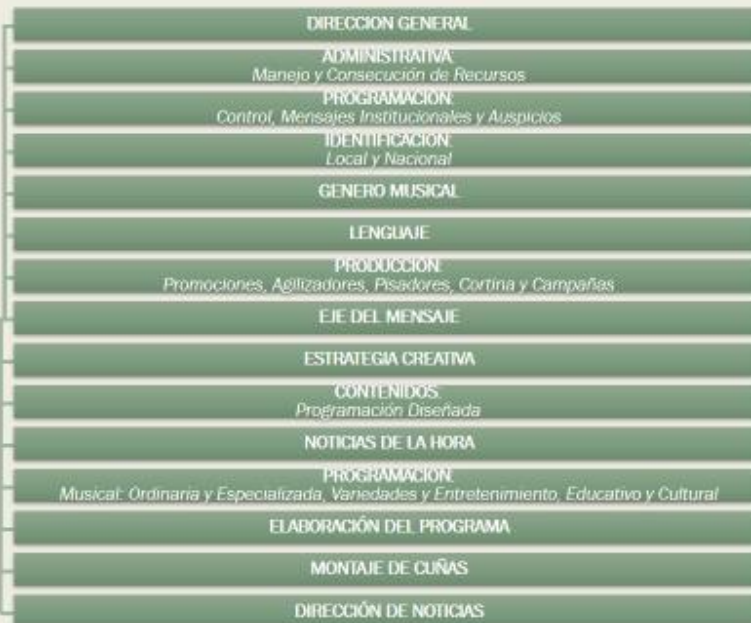 DIRECCION GENERAL
ADMINISTRATIVA:
Manejo y Consecución de Recursos
PROGRAMACION:
Control, Mensajes Institucionales y Auspicios
IDENTIFICACION:
Local y Nacional
GENERO MUSICAL
LENGUAJE
PRODUCCION:
Promociones, Agilizadores, Pisadores, Cortina y Campañas
EJE DEL MENSAJE
ESTRATEGIA CREATIVA
CONTENIDOS:
Programación Diseñada
NOTICIAS DE LA HORA
PROGRAMACION:
Musical: Ordinaria y Especializada, Variedades y Entretenimiento, Educativo y Cultural
ELABORACIÓN DEL PROGRAMA
MONTAJE DE CUÑAS
DIRECCIÓN DE NOTICIAS